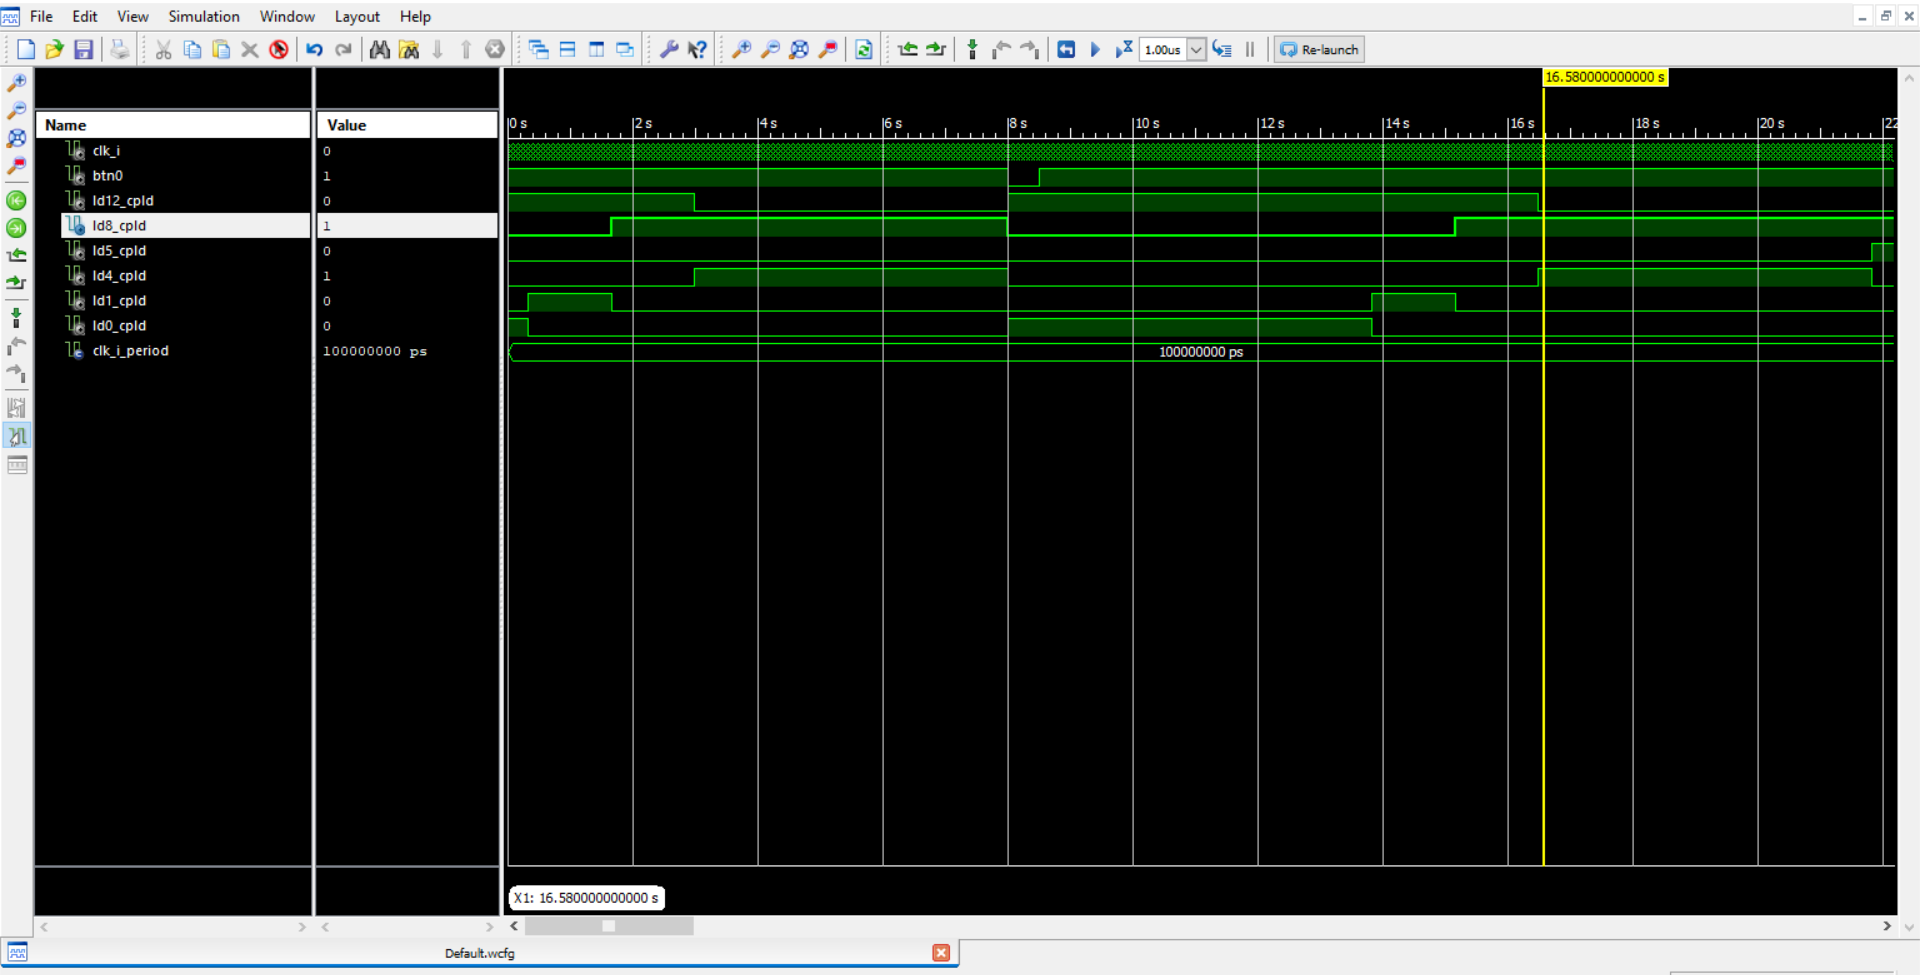 File Edit View Simulation Window Layout Help
1.00us Re-launch
16.580000000000 s
Name Value
0 s 2 s 4 s 6 s 8 s 10 s 12 s 14 s 16 s 18 s 20 s 22
clk_i 0
btn0 1
ld12_cpld 0
ld8_cpld 1
ld5_cpld 0
ld4_cpld 1
ld1_cpld 0
ld0_cpld 0
clk_i_period 100000000 ps 100000000 ps
X1: 16.580000000000 s
Default.wcfg